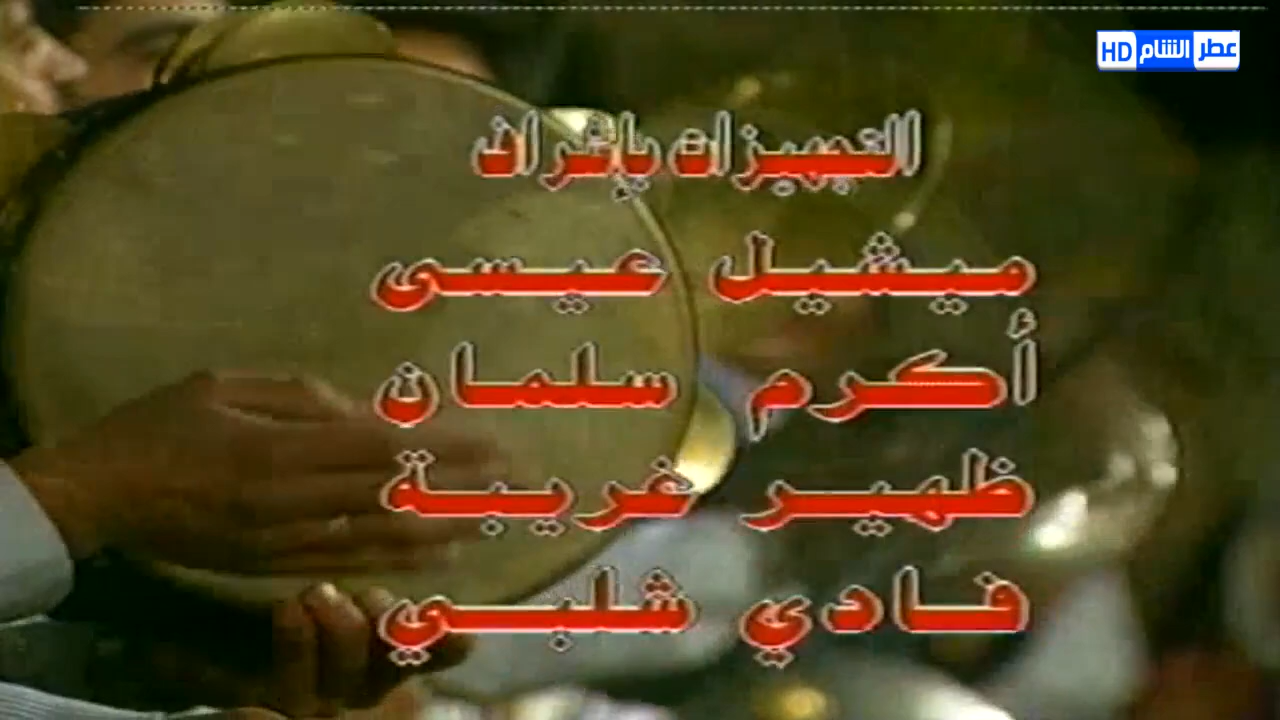 عطر الشام HD
التجهيزات بإشراف
ميشيل عيسى
أكرم سلمان
ظهير غريبة
فادي شلبي